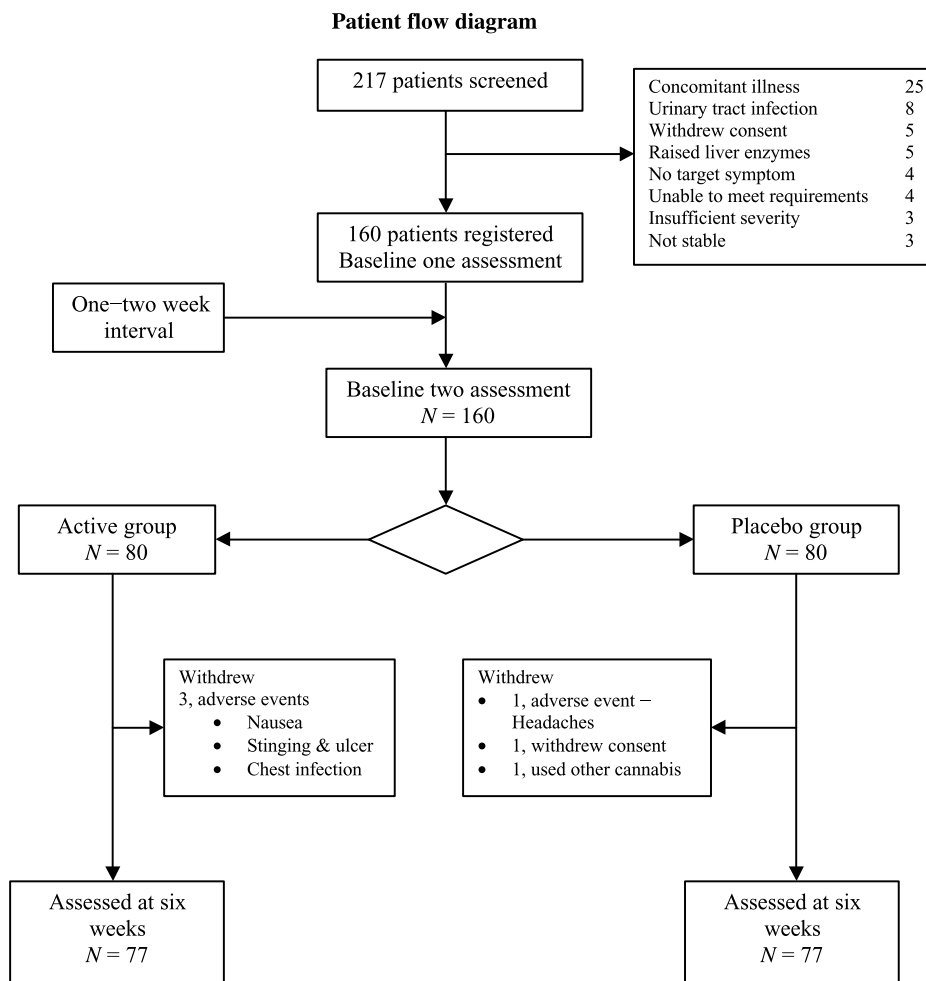 Patient flow diagram
217 patients screened
Concomitant illness 25
Urinary tract infection 8
Withdrew consent 5
Raised liver enzymes 5
No target symptom 4
Unable to meet requirements 4
Insufficient severity 3
Not stable 3
160 patients registered
Baseline one assessment
One−two week
interval
Baseline two assessment
N = 160
Active group
N = 80
Placebo group
N = 80
Withdrew
3, adverse events
• Nausea
• Stinging & ulcer
• Chest infection
Withdrew
• 1, adverse event −
Headaches
• 1, withdrew consent
• 1, used other cannabis
Assessed at six
weeks
N = 77
Assessed at six
weeks
N = 77